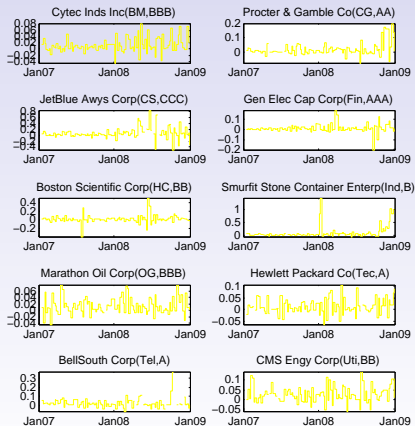 Cytec Inds Inc(BM,BBB)
0.08
0.06
0.04
0.02
0
−0.02
−0.04
Jan07 Jan08 Jan09
Procter & Gamble Co(CG,AA)
0.2
0.1
0
Jan07 Jan08 Jan09
JetBlue Awys Corp(CS,CCC)
0.8
0.6
0.4
0.2
0
−0.2
−0.4
Jan07 Jan08 Jan09
Gen Elec Cap Corp(Fin,AAA)
0.1
0
−0.1
−0.2
Jan07 Jan08 Jan09
Boston Scientific Corp(HC,BB)
0.4
0.2
0
−0.2
Jan07 Jan08 Jan09
Smurfit Stone Container Enterp(Ind,B)
1
0.5
0
Jan07 Jan08 Jan09
Marathon Oil Corp(OG,BBB)
0.08
0.06
0.04
0.02
0
−0.02
−0.04
Jan07 Jan08 Jan09
Hewlett Packard Co(Tec,A)
0.1
0.05
0
−0.05
Jan07 Jan08 Jan09
BellSouth Corp(Tel,A)
0.3
0.2
0.1
0
Jan07 Jan08 Jan09
CMS Engy Corp(Uti,BB)
0.1
0.05
0
−0.05
Jan07 Jan08 Jan09